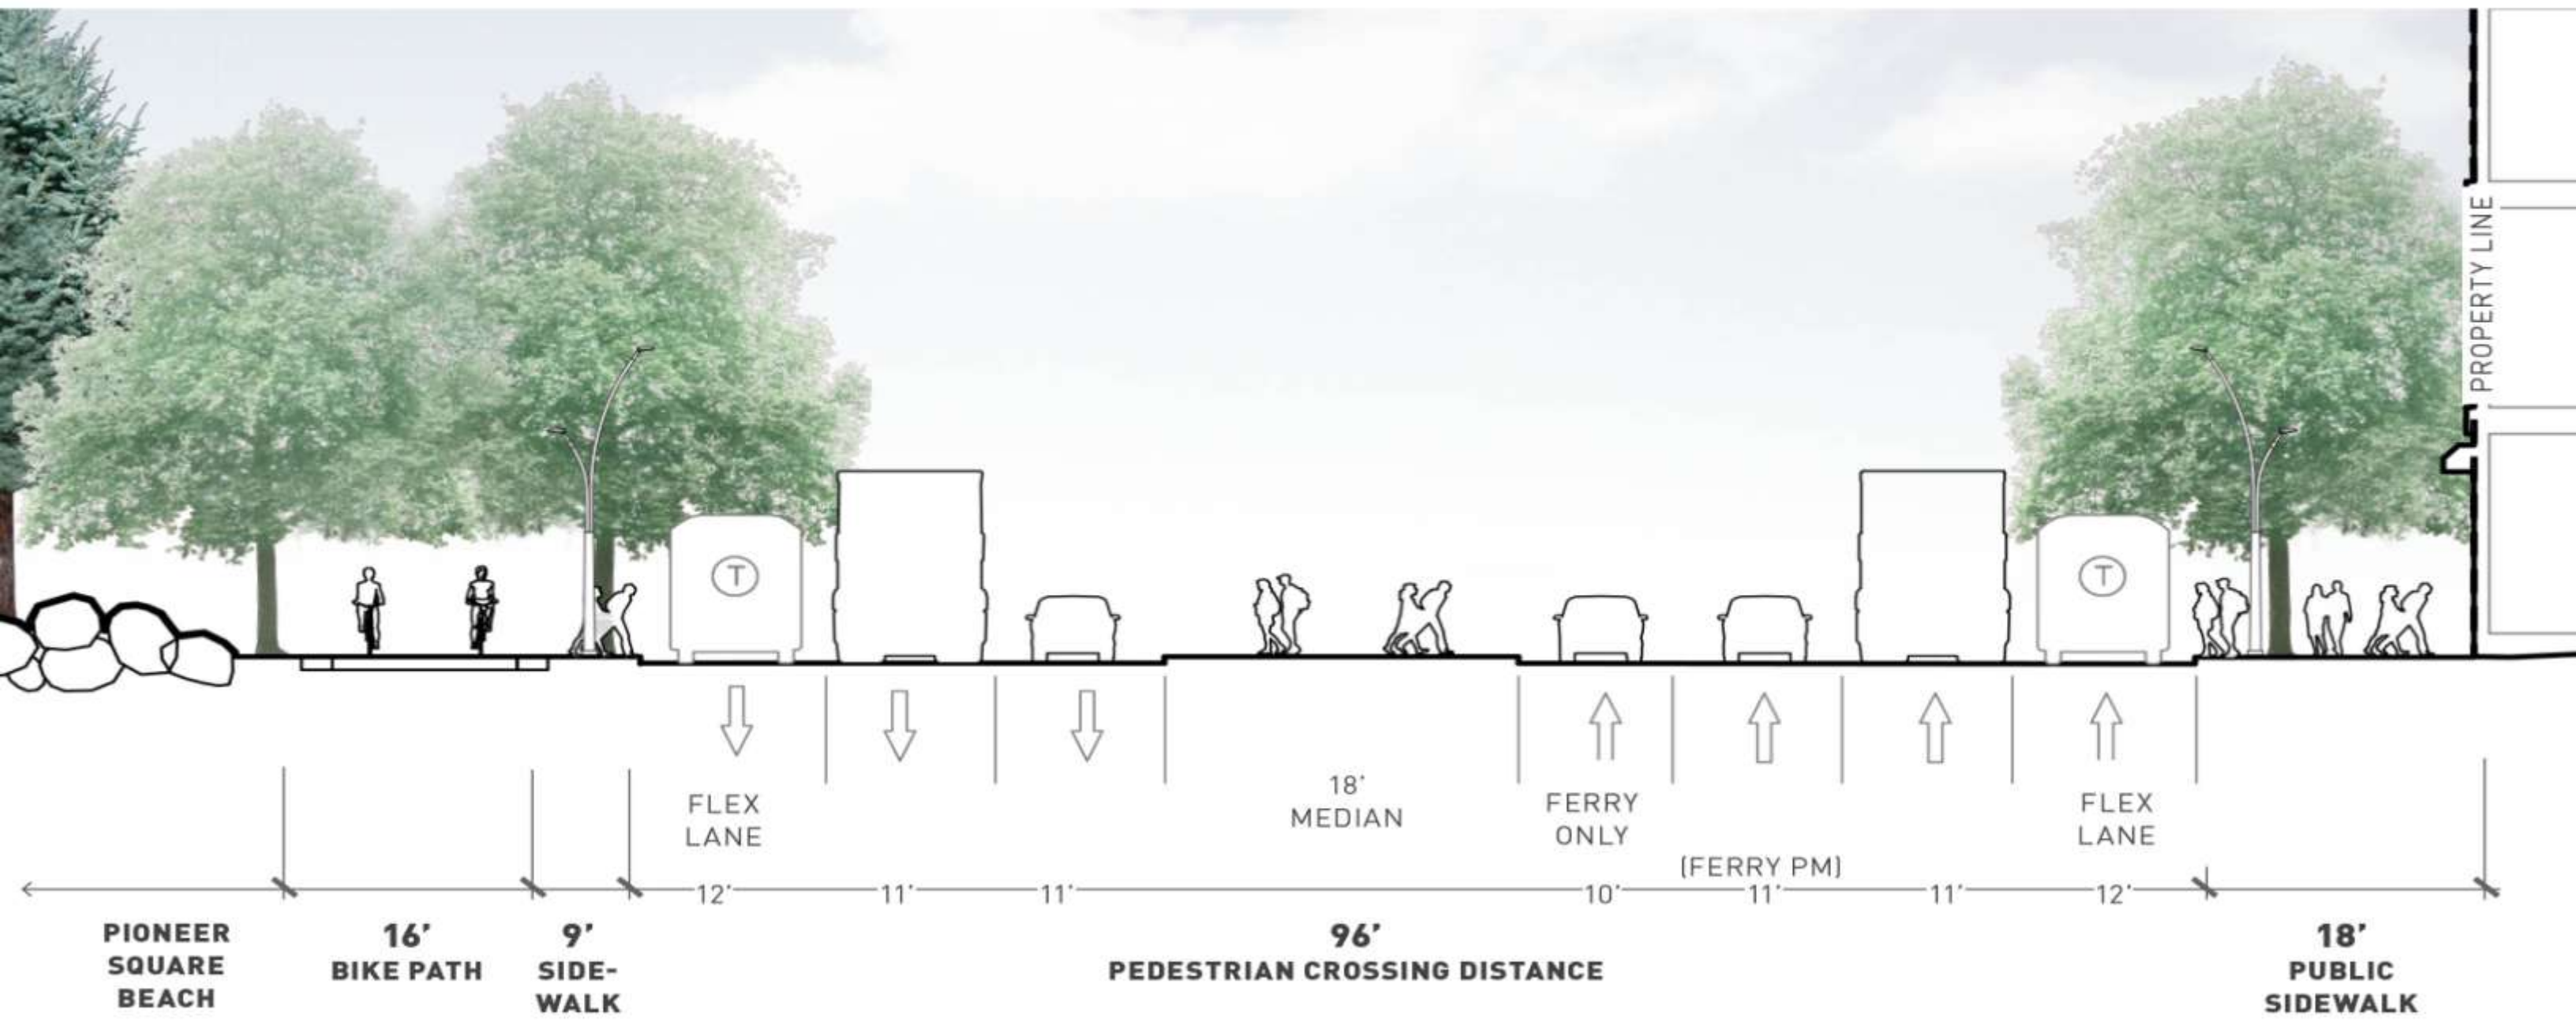 PROPERTY LINE
T
T
18'
MEDIAN
FLEX
LANE
FERRY
ONLY
FLEX
LANE
(FERRY PM)
12' 11' 11' 10' 11' 11' 12'
PIONEER
SQUARE
BEACH
16'
BIKE PATH
9'
SIDE-
WALK
96'
PEDESTRIAN CROSSING DISTANCE
18'
PUBLIC
SIDEWALK